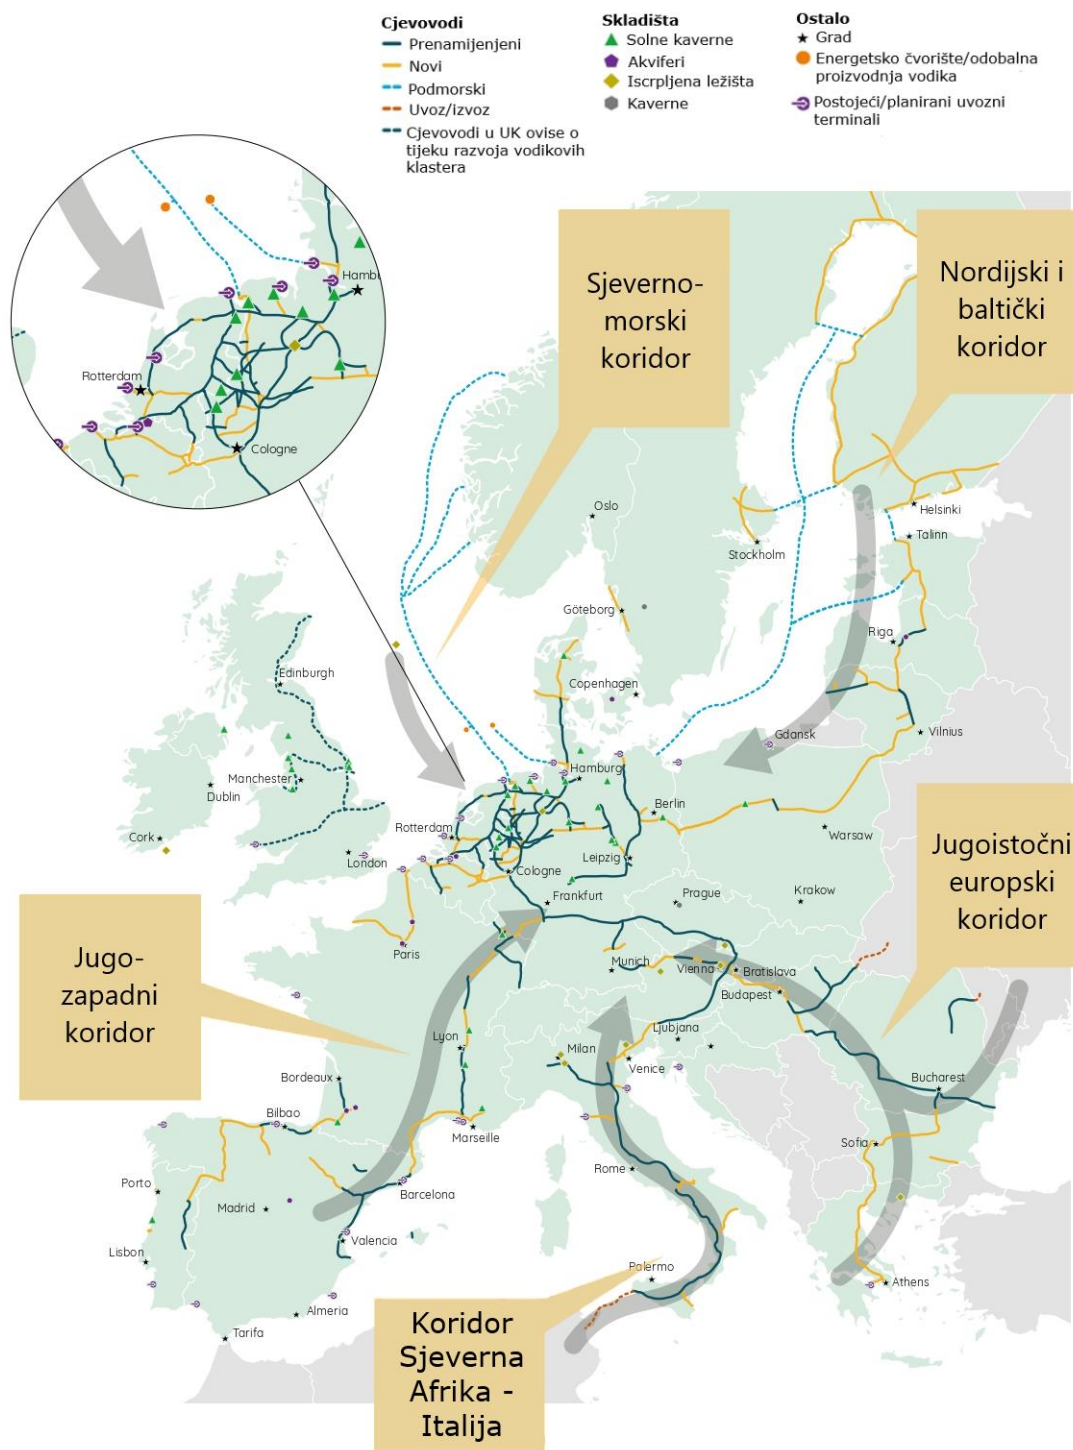 Cjevovodi
Prenamijenjeni
Novi
Podmorski
Uvoz/izvoz
Cjevovodi u UK ovise o
tijeku razvoja vodikovih
klastera
Skladišta
Solne kaverne
Akviferi
Iscrpljena ležišta
Kaverne
Ostalo
Grad
Energetsko čvorište/odobalna
proizvodnja vodika
Postojeći/planirani uvozni
terminali
Hambu
Rotterdam
Cologne
Sjeverno-
morski
koridor
Nordijski i
baltički
koridor
Oslo
Stockholm
Helsinki
Talinn
Göteborg
Riga
Edinburgh
Copenhagen
Gdansk
Vilnius
Manchester
Dublin
Hamburg
Berlin
Cork
London
Rotterdam
Leipzig
Warsaw
Cologne
Frankfurt
Prague
Krakow
Jugoistočni
europski
koridor
Jugo-
zapadni
koridor
Paris
Munich
Vienna
Bratislava
Budapest
Lyon
Ljubjana
Milan
Venice
Bordeaux
Bucharest
Bilbao
Marseille
Sofia
Porto
Madrid
Barcelona
Rome
Lisbon
Valencia
Palermo
Athens
Almeria
Tarifa
Koridor
Sjeverna
Afrika -
Italija